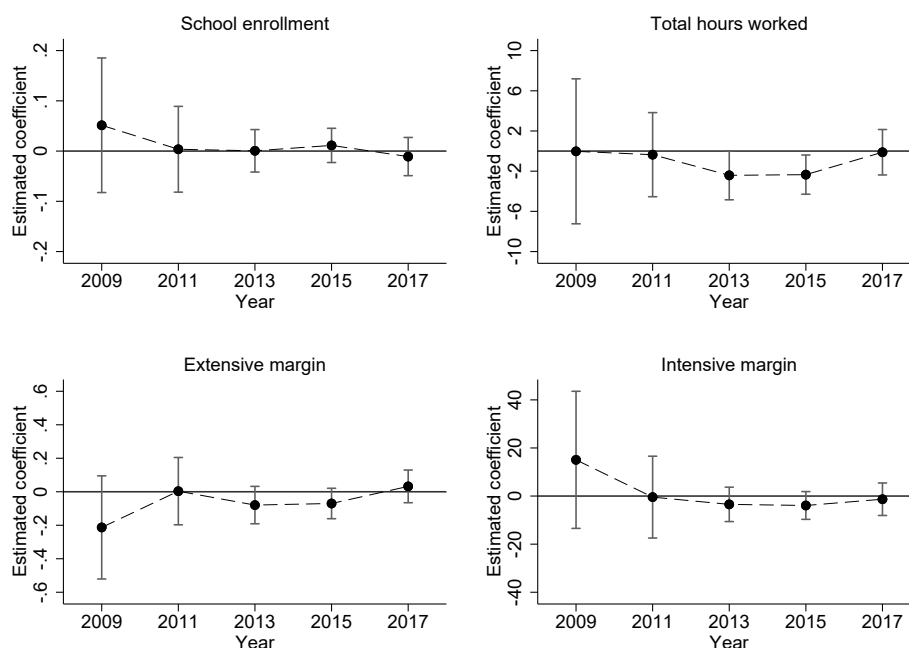 School enrollment
Estimated coefficient
.2
.1
0
-.1
-.2
2009 2011 2013 2015 2017
Year
Total hours worked
Estimated coefficient
10
6
2
-2
-6
-10
2009 2011 2013 2015 2017
Year
Extensive margin
Estimated coefficient
.6
.4
.2
0
-.2
-.4
-.6
2009 2011 2013 2015 2017
Year
Intensive margin
Estimated coefficient
40
20
0
-20
-40
2009 2011 2013 2015 2017
Year